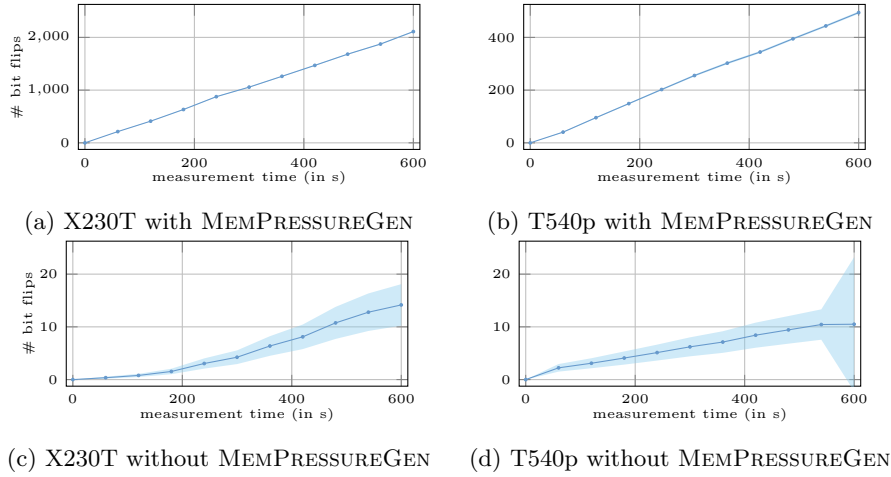 # bit flips
2,000
1,000
0
0 200 400 600
measurement time (in s)
(a) X230T with MEMPRESSUREGEN
400
200
0
0 200 400 600
measurement time (in s)
(b) T540p with MEMPRESSUREGEN
# bit flips
20
10
0
0 200 400 600
measurement time (in s)
(c) X230T without MEMPRESSUREGEN
20
10
0
0 200 400 600
measurement time (in s)
(d) T540p without MEMPRESSUREGEN